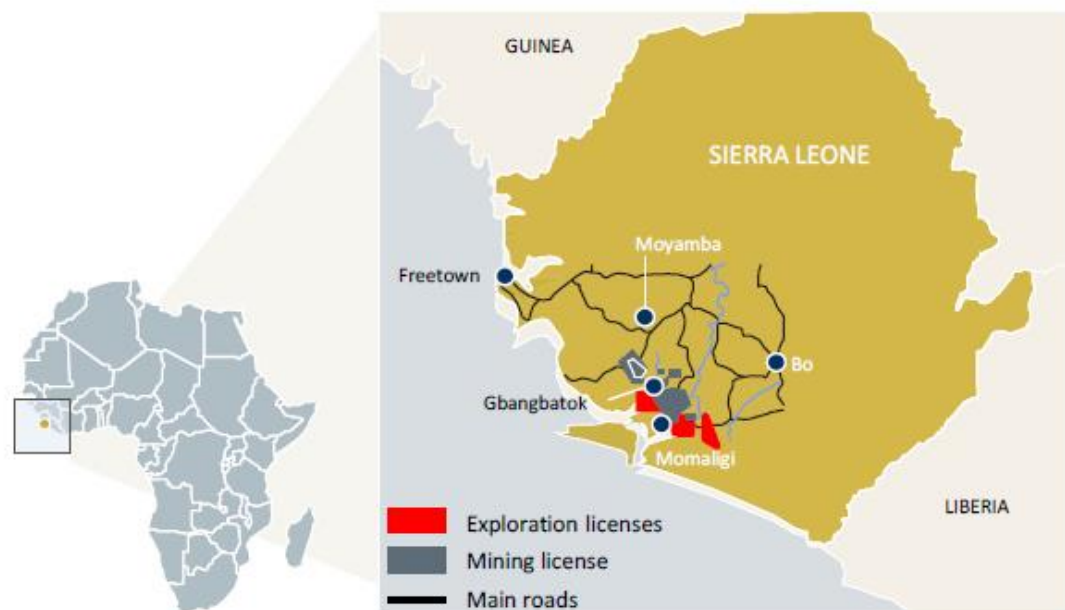 GUINEA
SIERRA LEONE
Moyamba
Freetown
Bo
Gbangbatok
Momaligi
LIBERIA
Exploration licenses
Mining license
Main roads